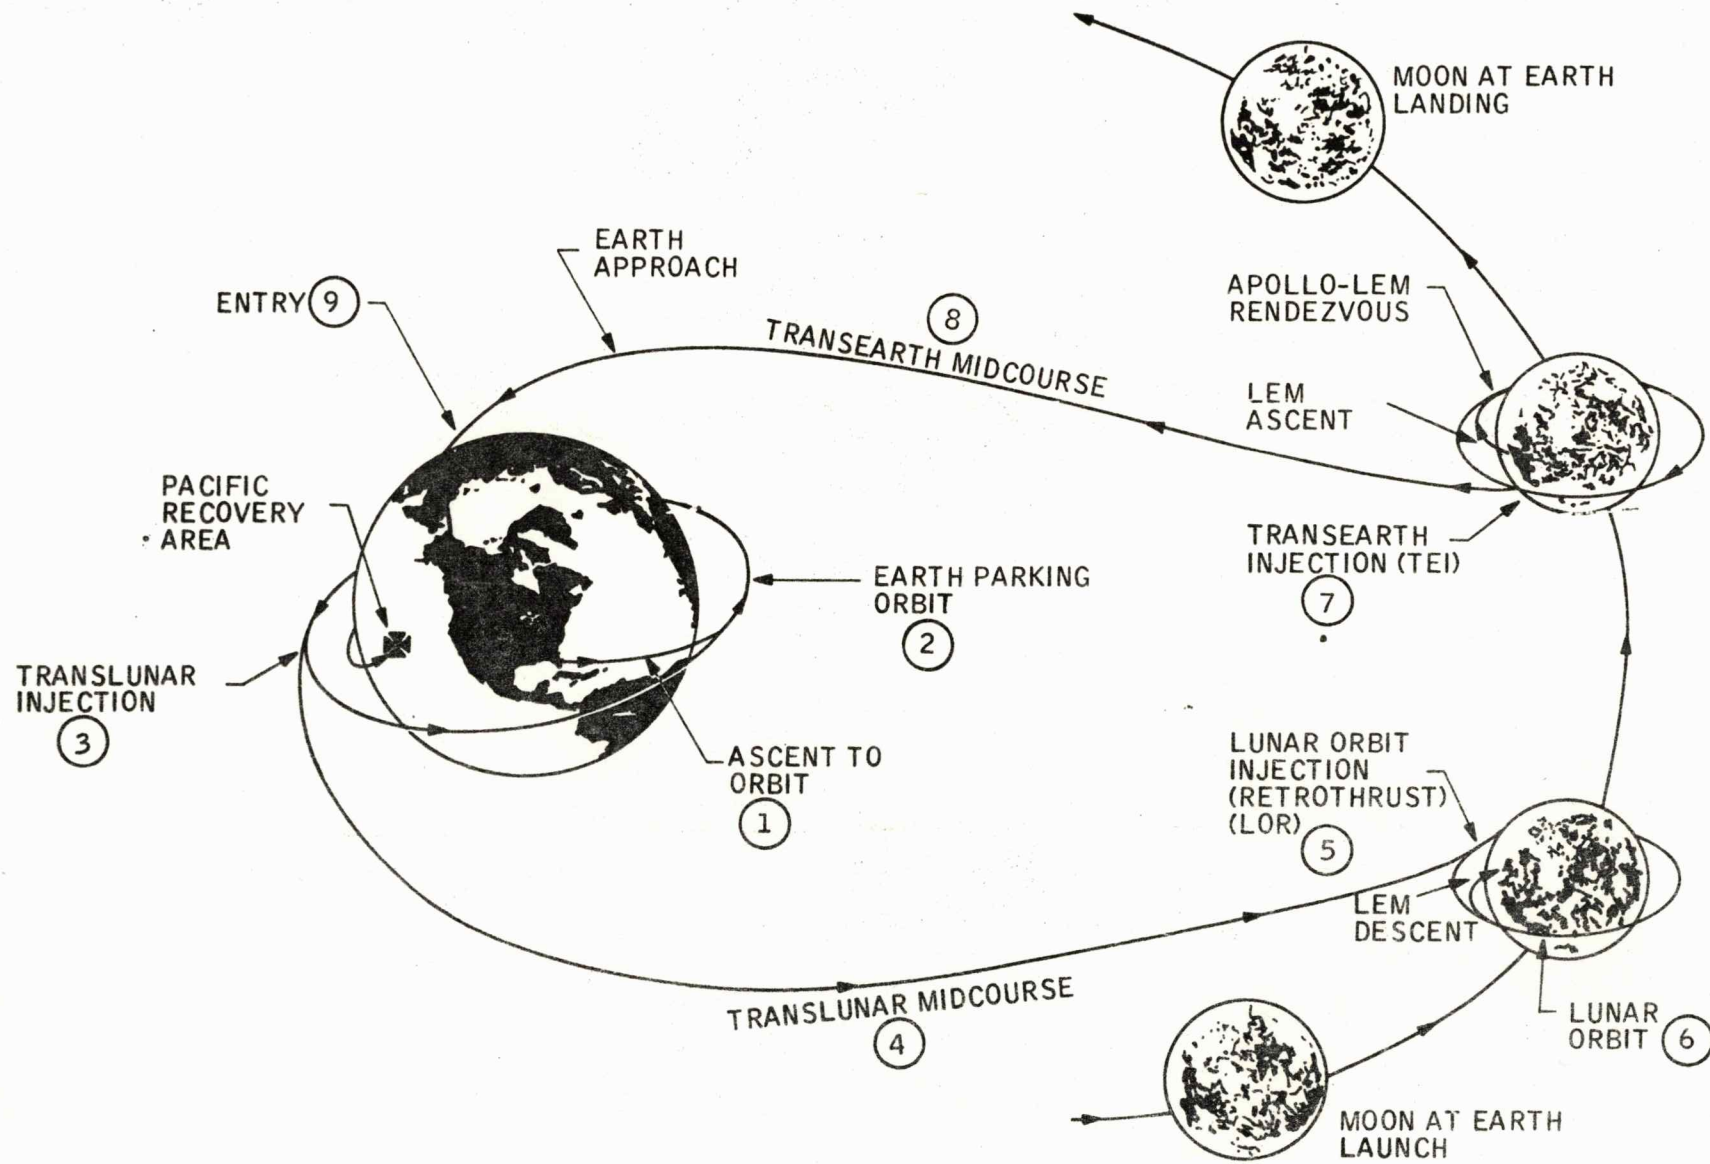 MOON AT EARTH
LANDING
EARTH
APPROACH
ENTRY 9
8
TRANSEARTH MIDCOURSE
APOLLO-LEM
RENDEZVOUS
LEM
ASCENT
PACIFIC
RECOVERY
AREA
TRANSEARTH
INJECTION (TEI)
7
EARTH PARKING
ORBIT
2
TRANSLUNAR
INJECTION
3
ASCENT TO
ORBIT
1
LUNAR ORBIT
INJECTION
(RETROTHRUST)
(LOR)
5
LEM
DESCENT
TRANSLUNAR MIDCOURSE
4
LUNAR
ORBIT 6
MOON AT EARTH
LAUNCH